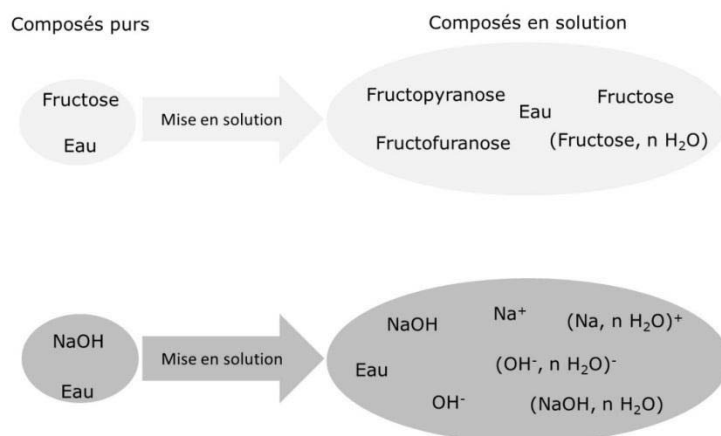 Composés purs
Composés en solution
Fructose
Eau
Mise en solution
Fructopyranose
Fructose
Eau
Fructofuranose
(Fructose, n H₂O)
NaOH
Eau
Mise en solution
NaOH
Na⁺
(Na, n H₂O)⁺
Eau
(OH⁻, n H₂O)⁻
OH⁻
(NaOH, n H₂O)